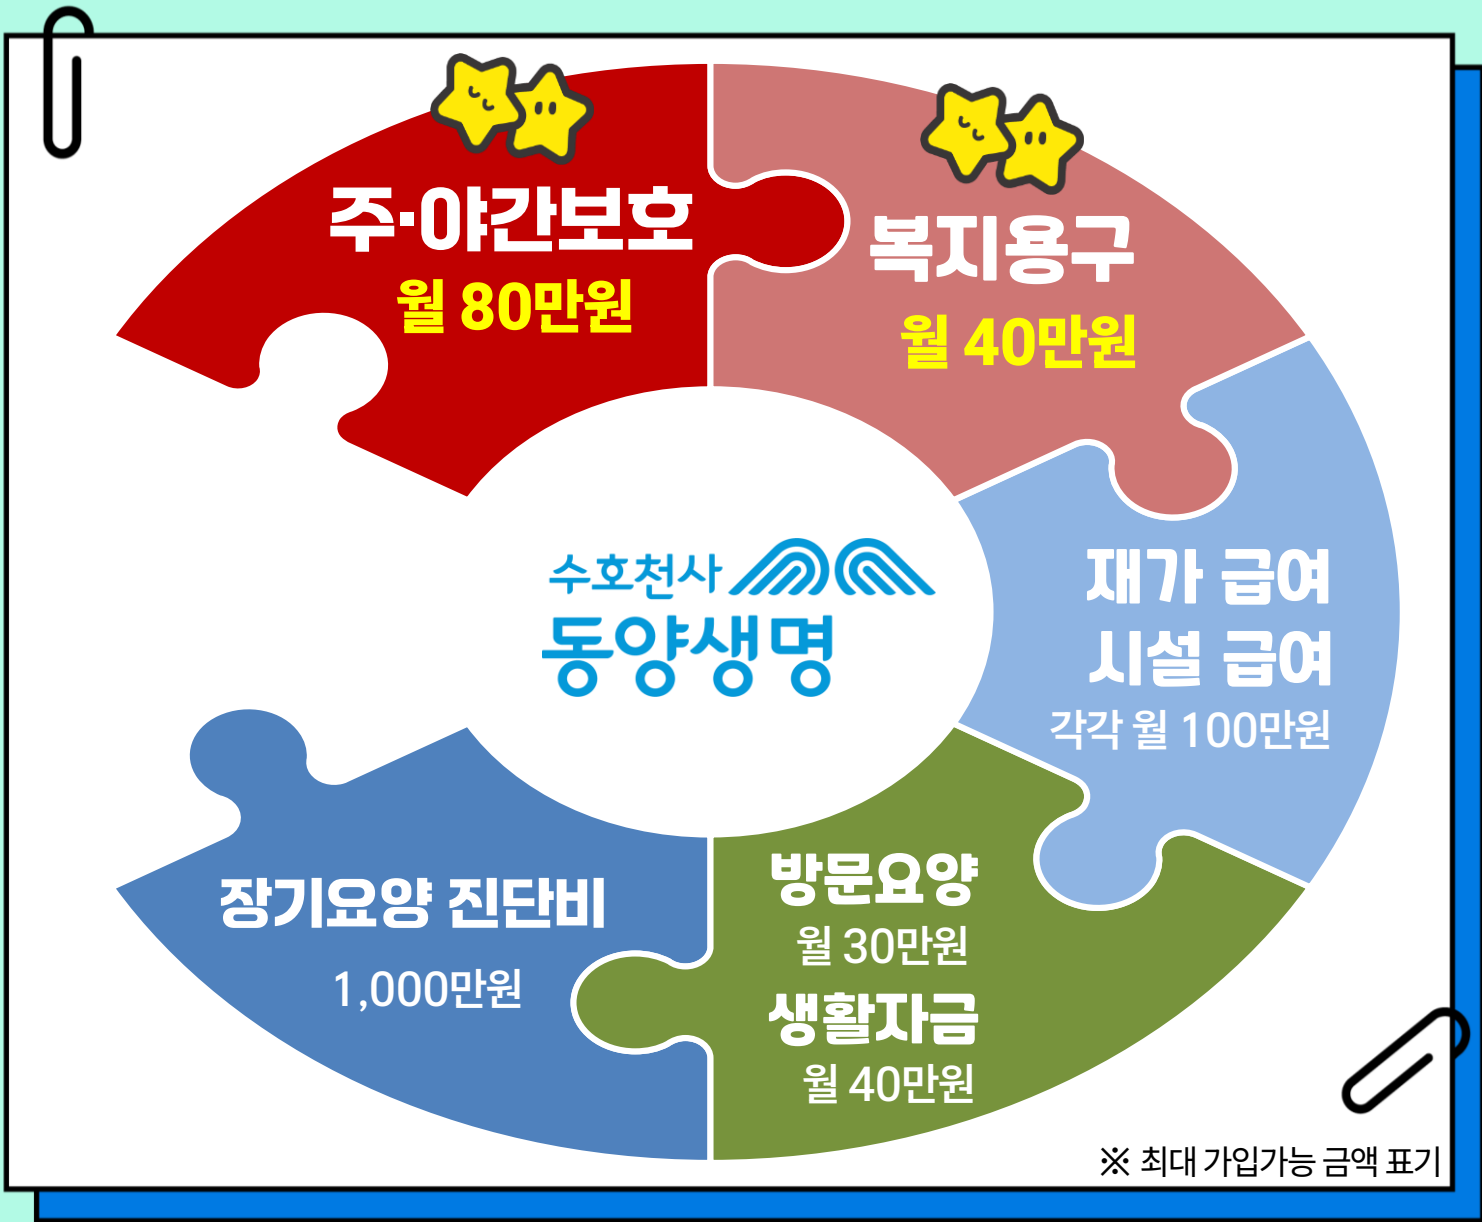 주·야간보호
월 80만원
복지용구
월 40만원
재가 급여
시설 급여
각각 월 100만원
수호천사
동양생명
방문요양
월 30만원
생활자금
월 40만원
장기요양 진단비
1,000만원
※ 최대 가입가능 금액 표기